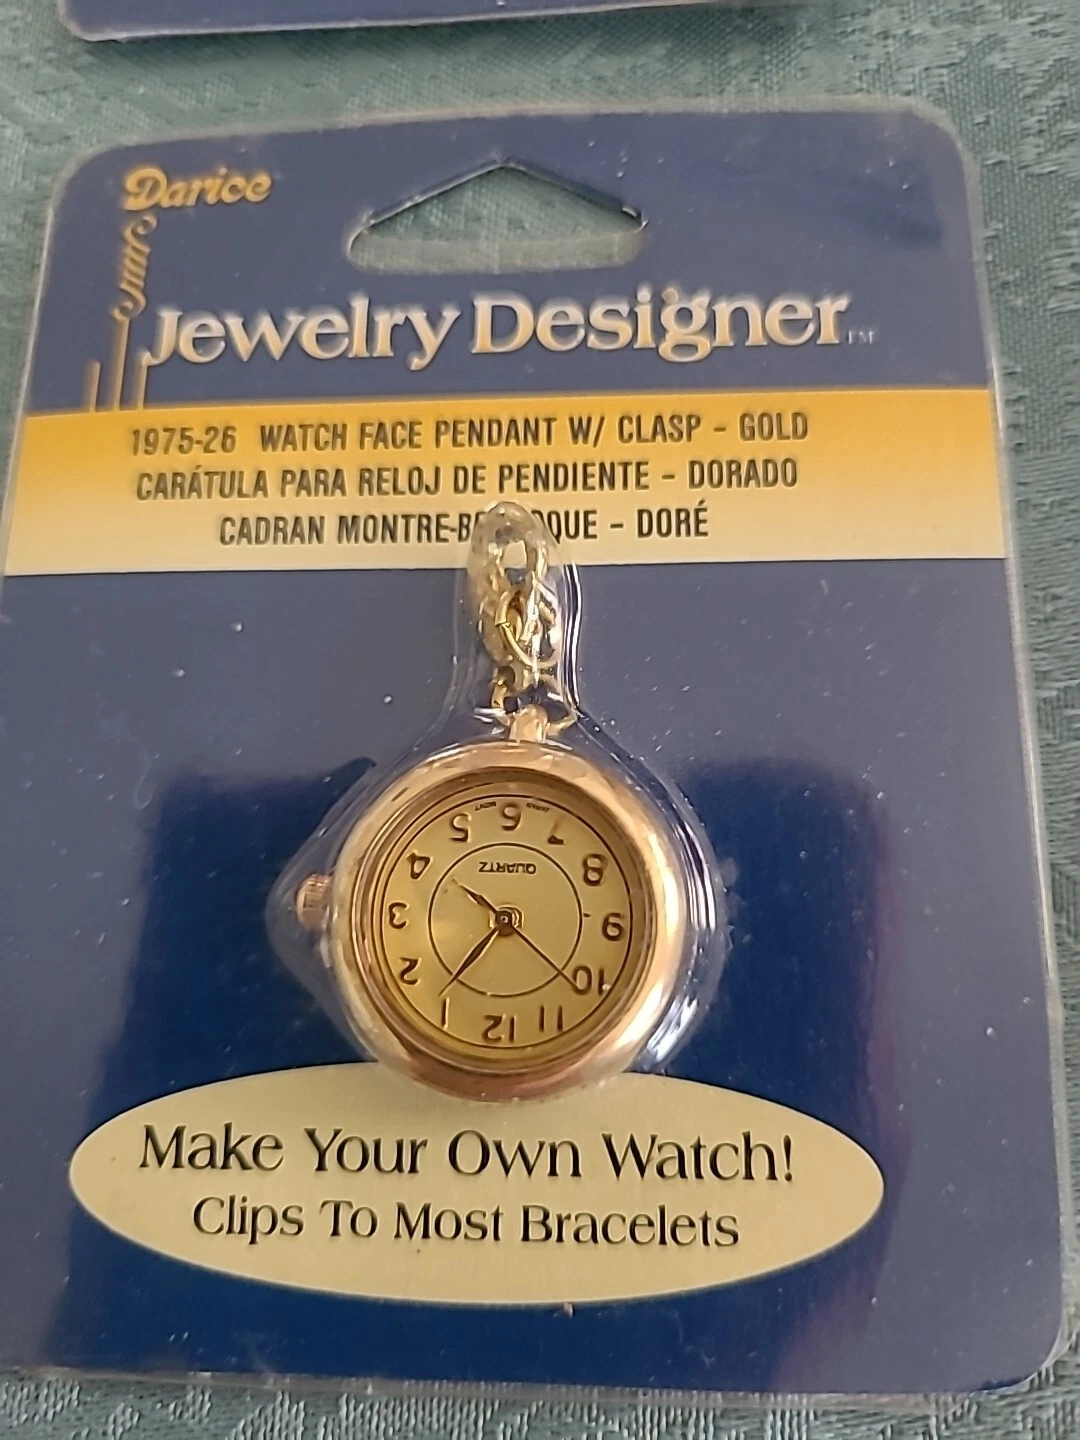 Darice
Jewelry Designer
1975-26 WATCH FACE PENDANT W/ CLASP - GOLD
CARÁTULA PARA RELOJ DE PENDIENTE - DORADO
CADRAN MONTRE- - DORÉ
12
11
10
9
8
7
6
5
4
3
2
1
QUARTZ
Make Your Own Watch!
Clips To Most Bracelets